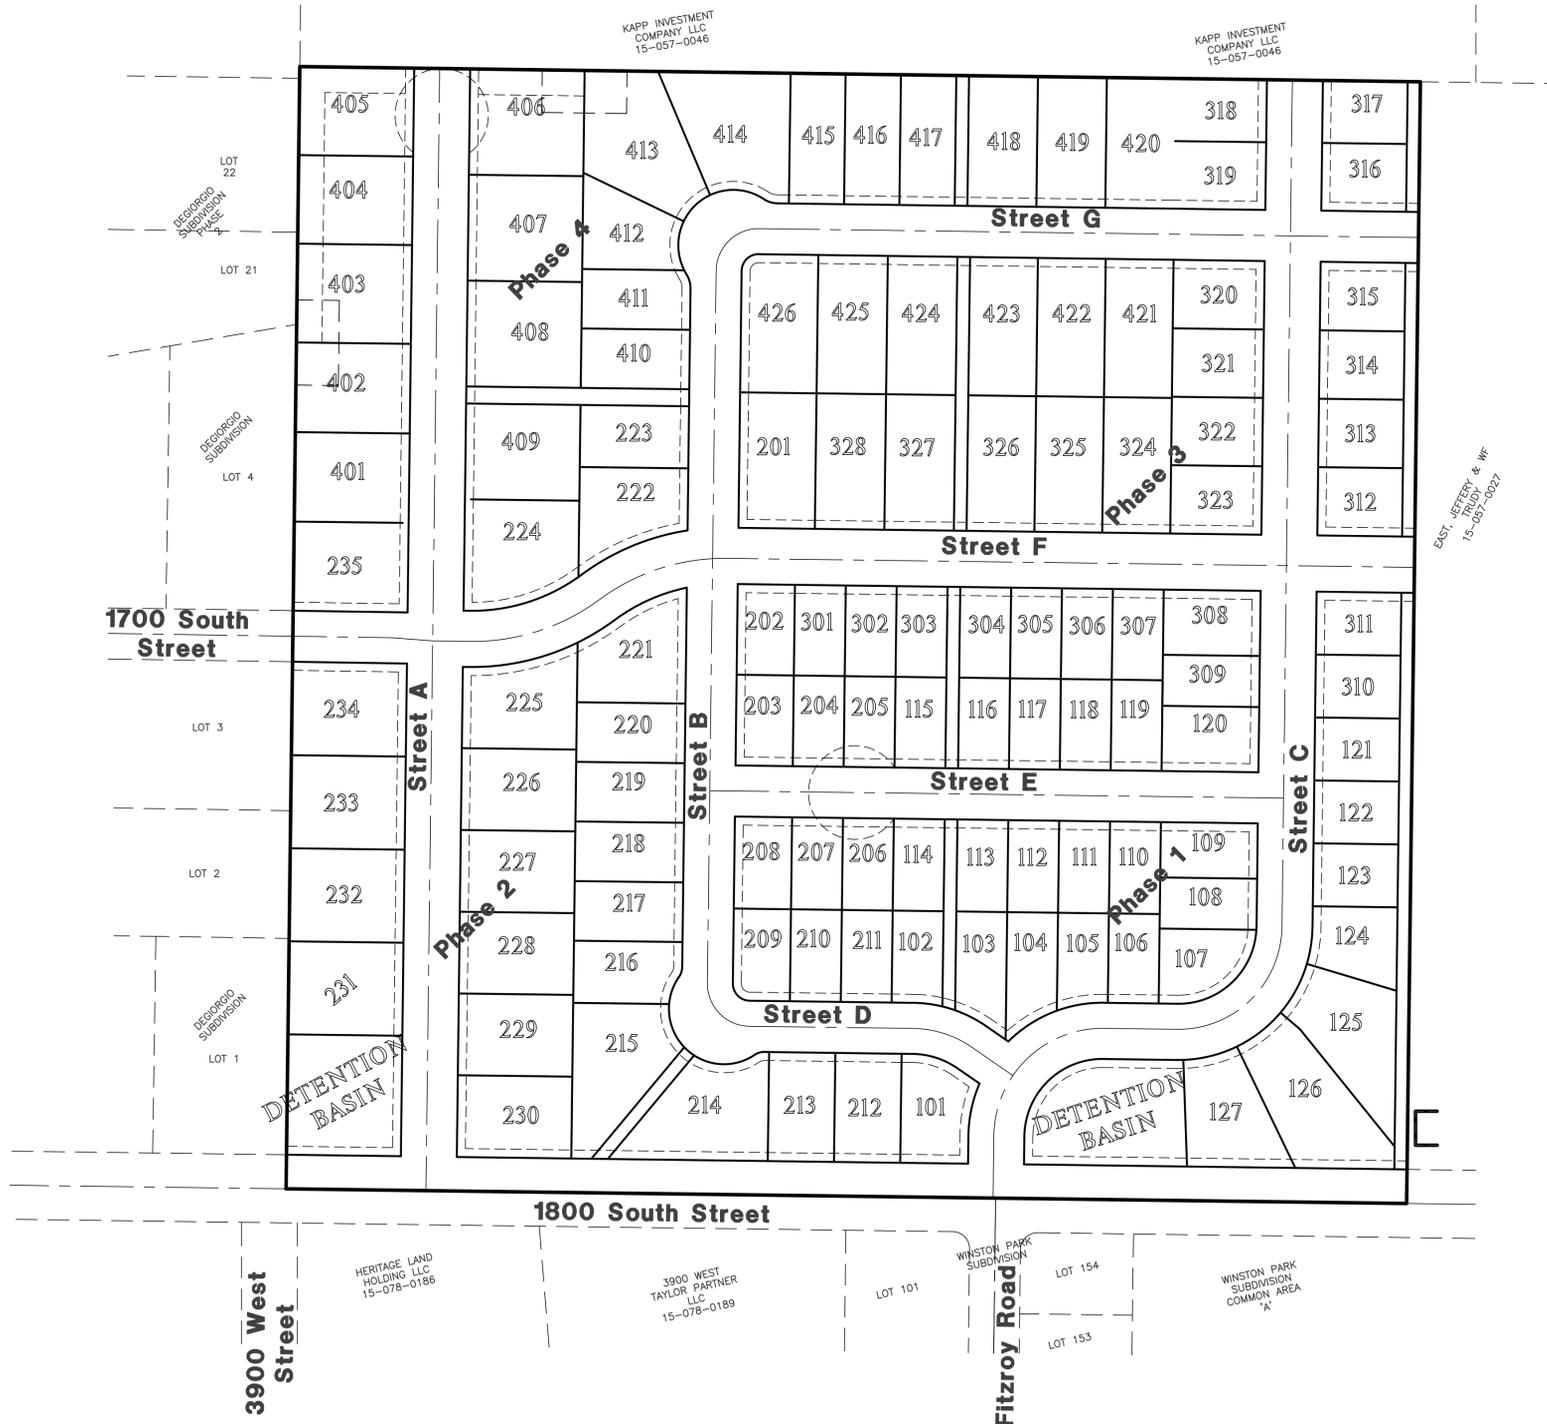 KAPP INVESTMENT
COMPANY LLC
15-057-0046
KAPP INVESTMENT
COMPANY LLC
15-057-0046
405
406
413
414
415
416
417
418
419
420
318
319
317
316
LOT
22
DEGIORGIO
SUBDIVISION
PHASE
2
404
407
412
Street G
LOT 21
403
Phase 4
411
426
425
424
423
422
421
320
315
408
410
321
314
402
409
223
201
328
327
326
325
324
322
313
DEGIORGIO
SUBDIVISION
LOT 4
401
222
Phase 3
323
312
EAST, JEFFERY & WF
TRUDY
15-057-0027
224
Street F
235
1700 South
Street
221
202
301
302
303
304
305
306
307
308
311
309
310
234
225
220
203
204
205
115
116
117
118
119
120
121
LOT 3
Street A
Street B
Street C
226
219
Street E
233
122
218
208
207
206
114
113
112
111
110
109
LOT 2
227
Phase 2
Phase 1
123
232
217
108
228
216
209
210
211
102
103
104
105
106
107
124
231
DEGIORGIO
SUBDIVISION
LOT 1
229
215
Street D
125
DETENTION
BASIN
230
214
213
212
101
DETENTION
BASIN
127
126
1800 South Street
3900 West
Street
HERITAGE LAND
HOLDING LLC
15-078-0186
3900 WEST
TAYLOR PARTNER
LLC
15-078-0189
LOT 101
WINSTON PARK
SUBDIVISION
Fitzroy Road
LOT 154
LOT 153
WINSTON PARK
SUBDIVISION
COMMON AREA
'A'